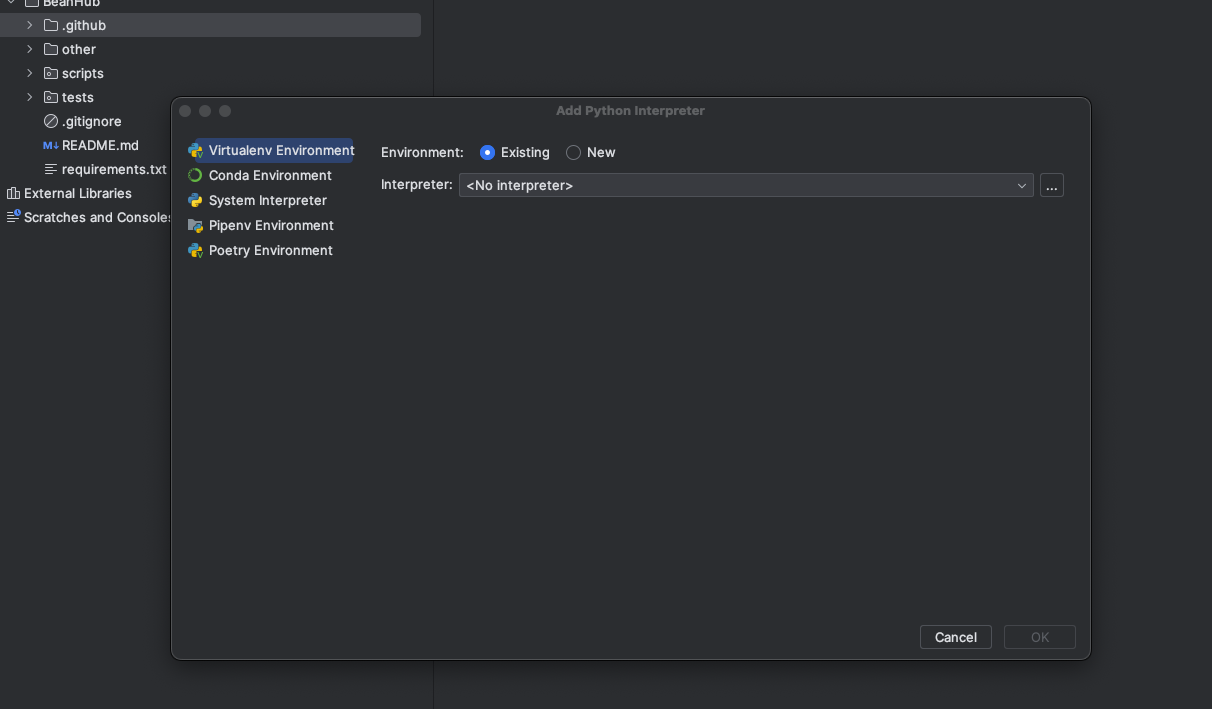 BeanHub
.github
other
scripts
tests
.gitignore
M↓ README.md
requirements.txt
External Libraries
Scratches and Consoles
Add Python Interpreter
Virtualenv Environment
Conda Environment
System Interpreter
Pipenv Environment
Poetry Environment
Environment: Existing New
Interpreter: <No interpreter> ...
Cancel OK